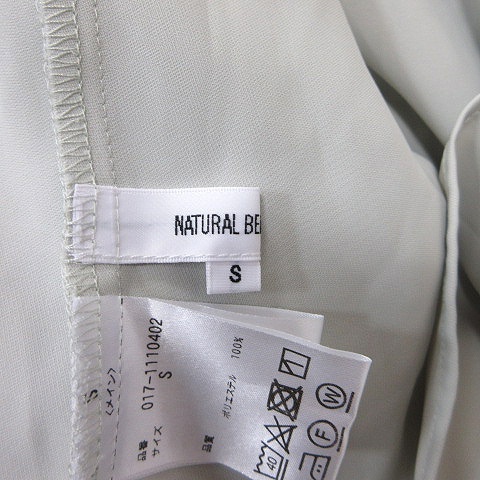 NATURAL BE
S
〈メイン〉
品番 017-1110402
サイズ S
品質 ポリエステル 100%
40
F
W